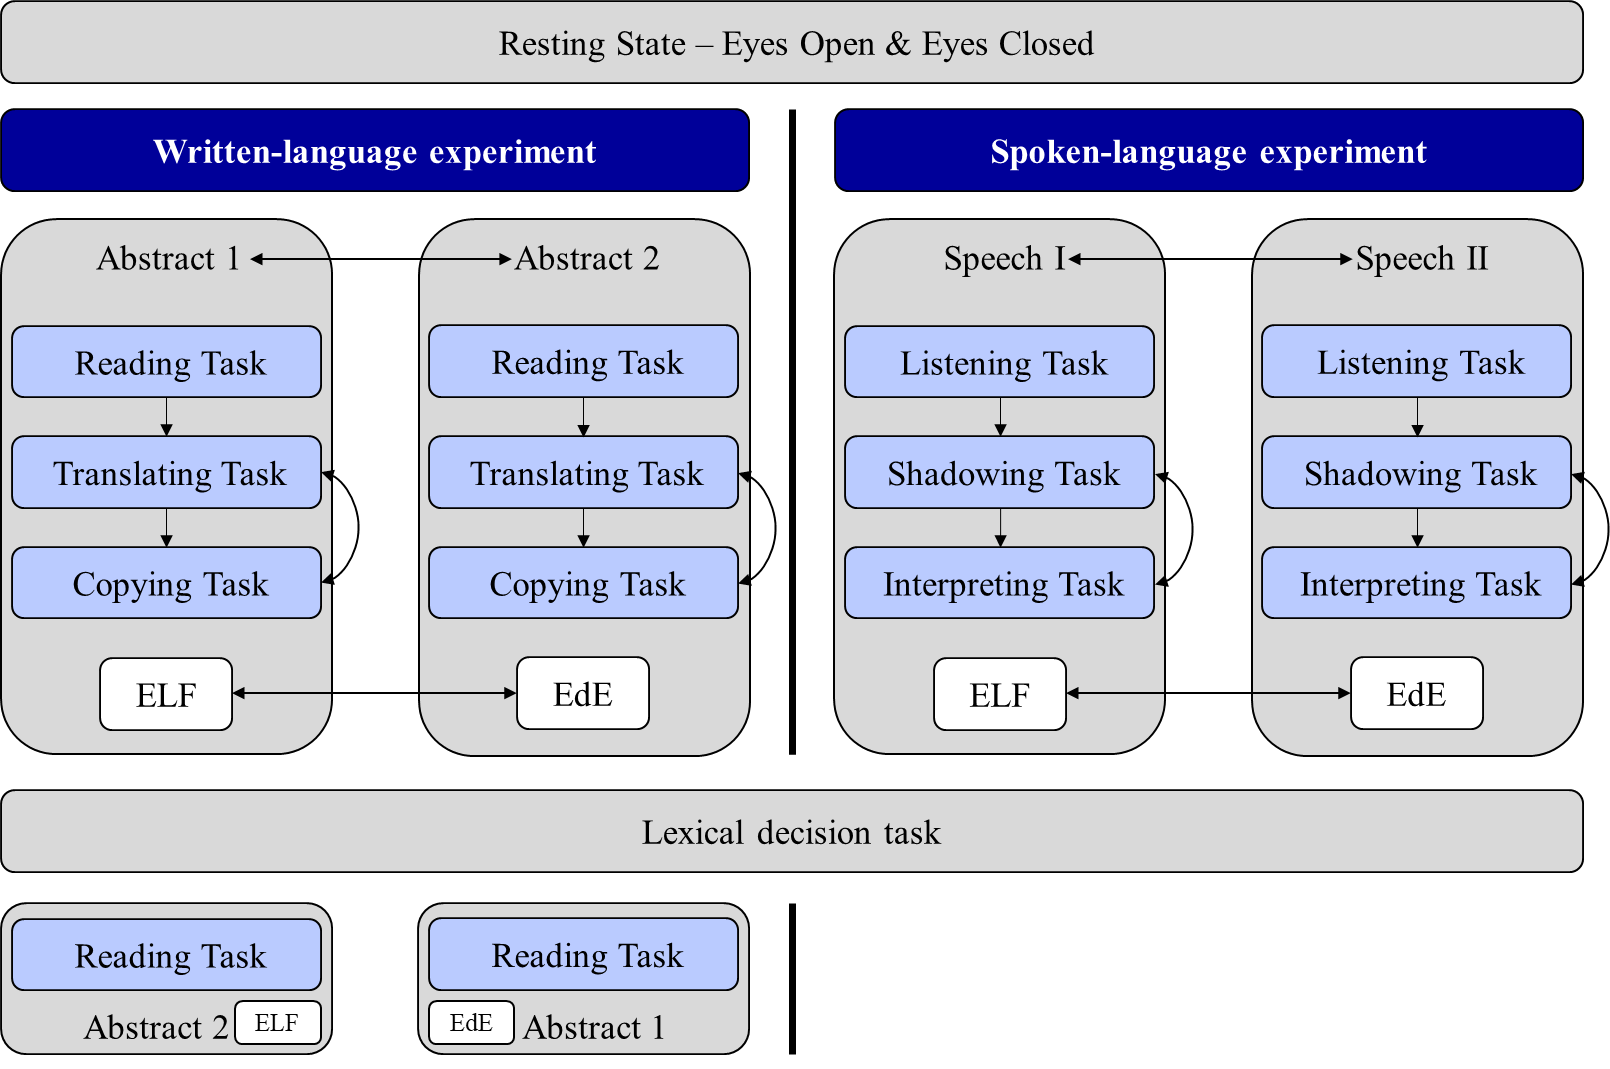 Resting State – Eyes Open & Eyes Closed
Written-language experiment
Abstract 1
Abstract 2
Reading Task
Reading Task
Translating Task
Translating Task
Copying Task
Copying Task
ELF
EdE
Spoken-language experiment
Speech I
Speech II
Listening Task
Listening Task
Shadowing Task
Shadowing Task
Interpreting Task
Interpreting Task
ELF
EdE
Lexical decision task
Reading Task
Abstract 2 ELF
Reading Task
EdE Abstract 1